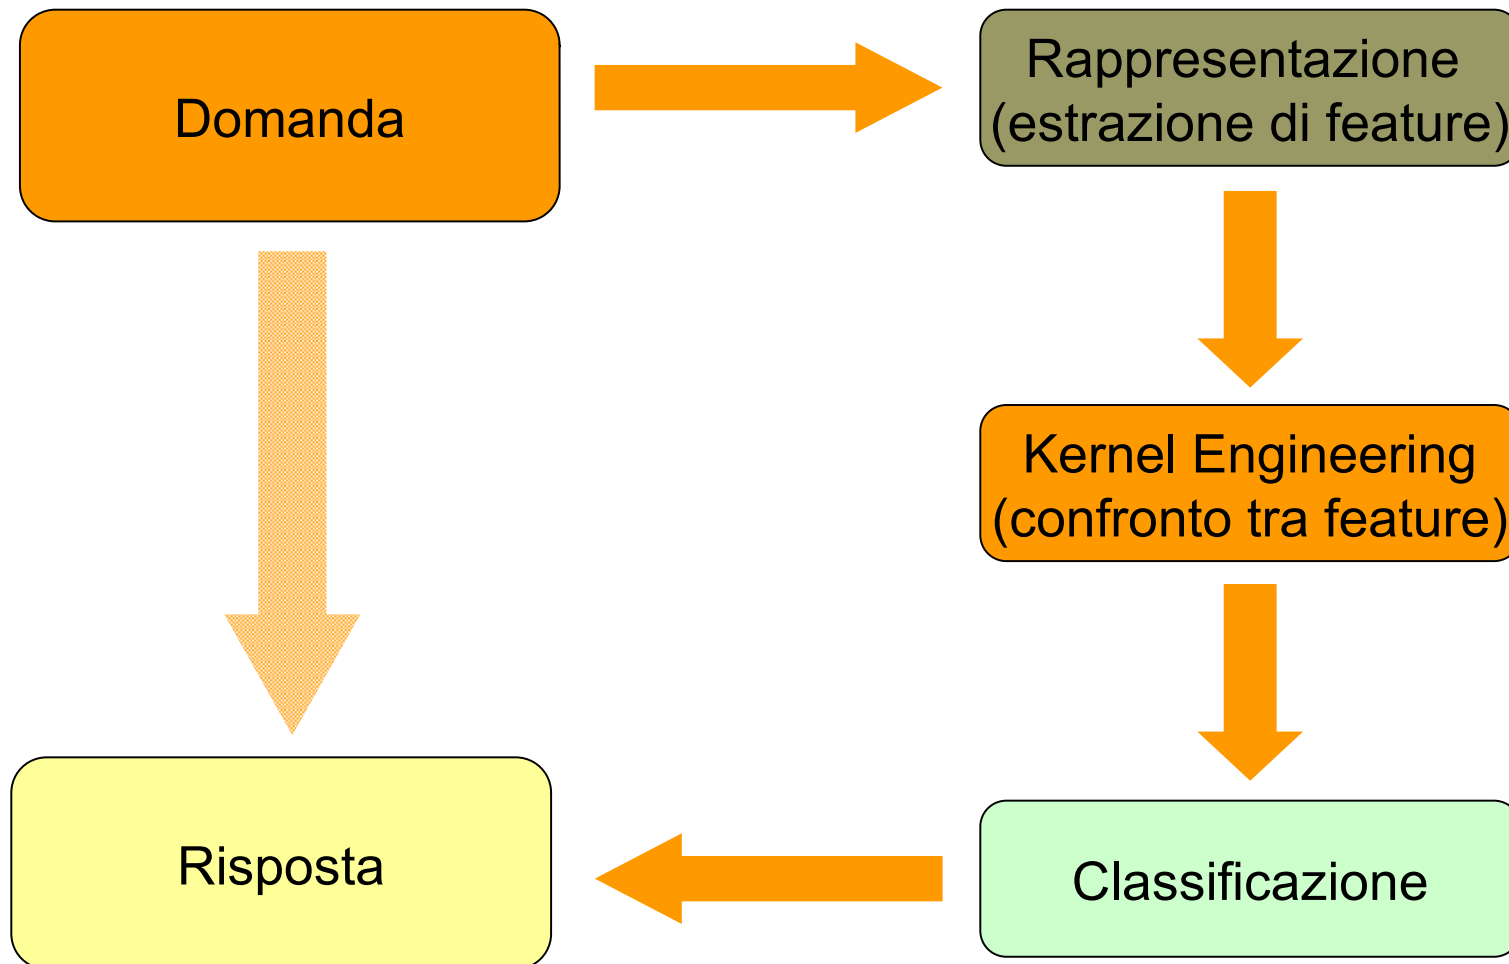 Domanda
Rappresentazione
(estrazione di feature)
Kernel Engineering
(confronto tra feature)
Classificazione
Risposta